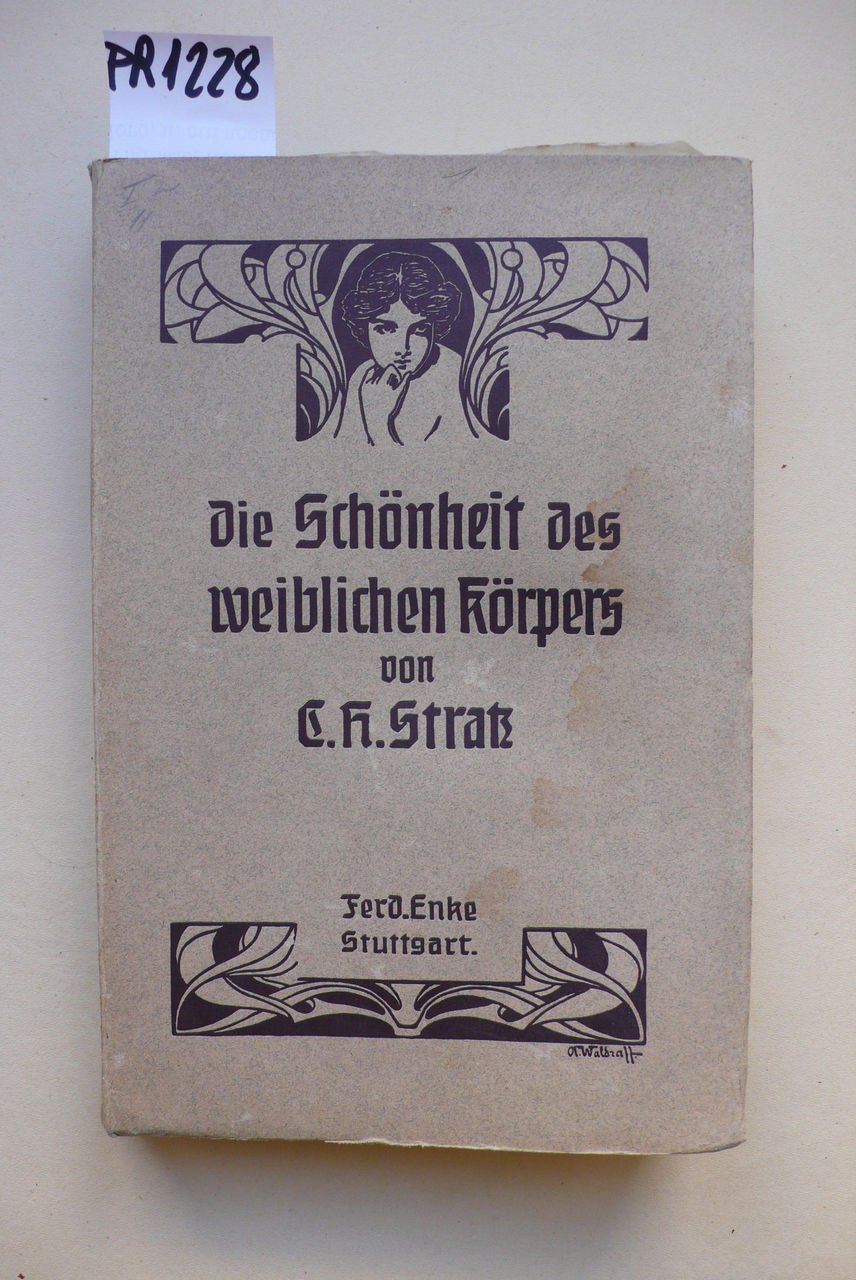 PR1228
die Schönheit des
weiblichen Körpers
von
C. H. Stratz
Ferd. Enke
Stuttgart.